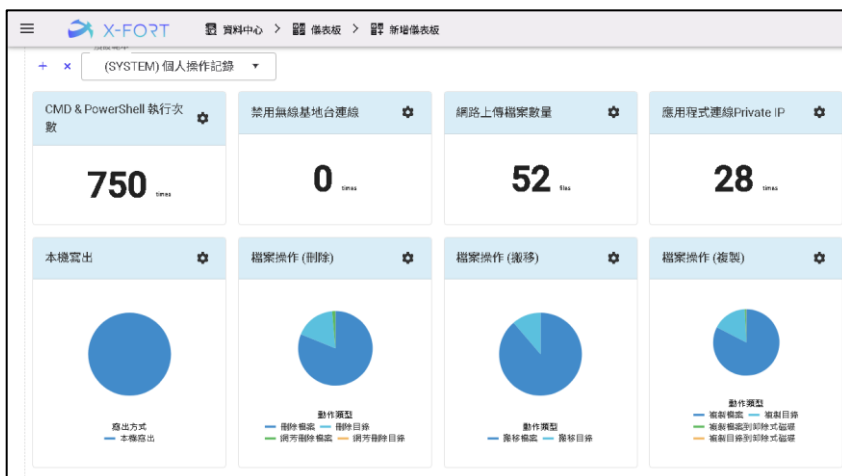 X-FORT 資料中心 > 儀表板 > 新增儀表板
+ × (SYSTEM) 個人操作記錄
CMD & PowerShell 執行次
數
750 times
禁用無線基地台連線
0 times
網路上傳檔案數量
52 files
應用程式連線Private IP
28 times
本機寫出
寫出方式
本機寫出
檔案操作 (刪除)
動作類型
刪除檔案 刪除目錄
網芳刪除檔案 網芳刪除目錄
檔案操作 (搬移)
動作類型
搬移檔案 搬移目錄
檔案操作 (複製)
動作類型
複製檔案 複製目錄
複製檔案到卸除式磁碟
複製目錄到卸除式磁碟